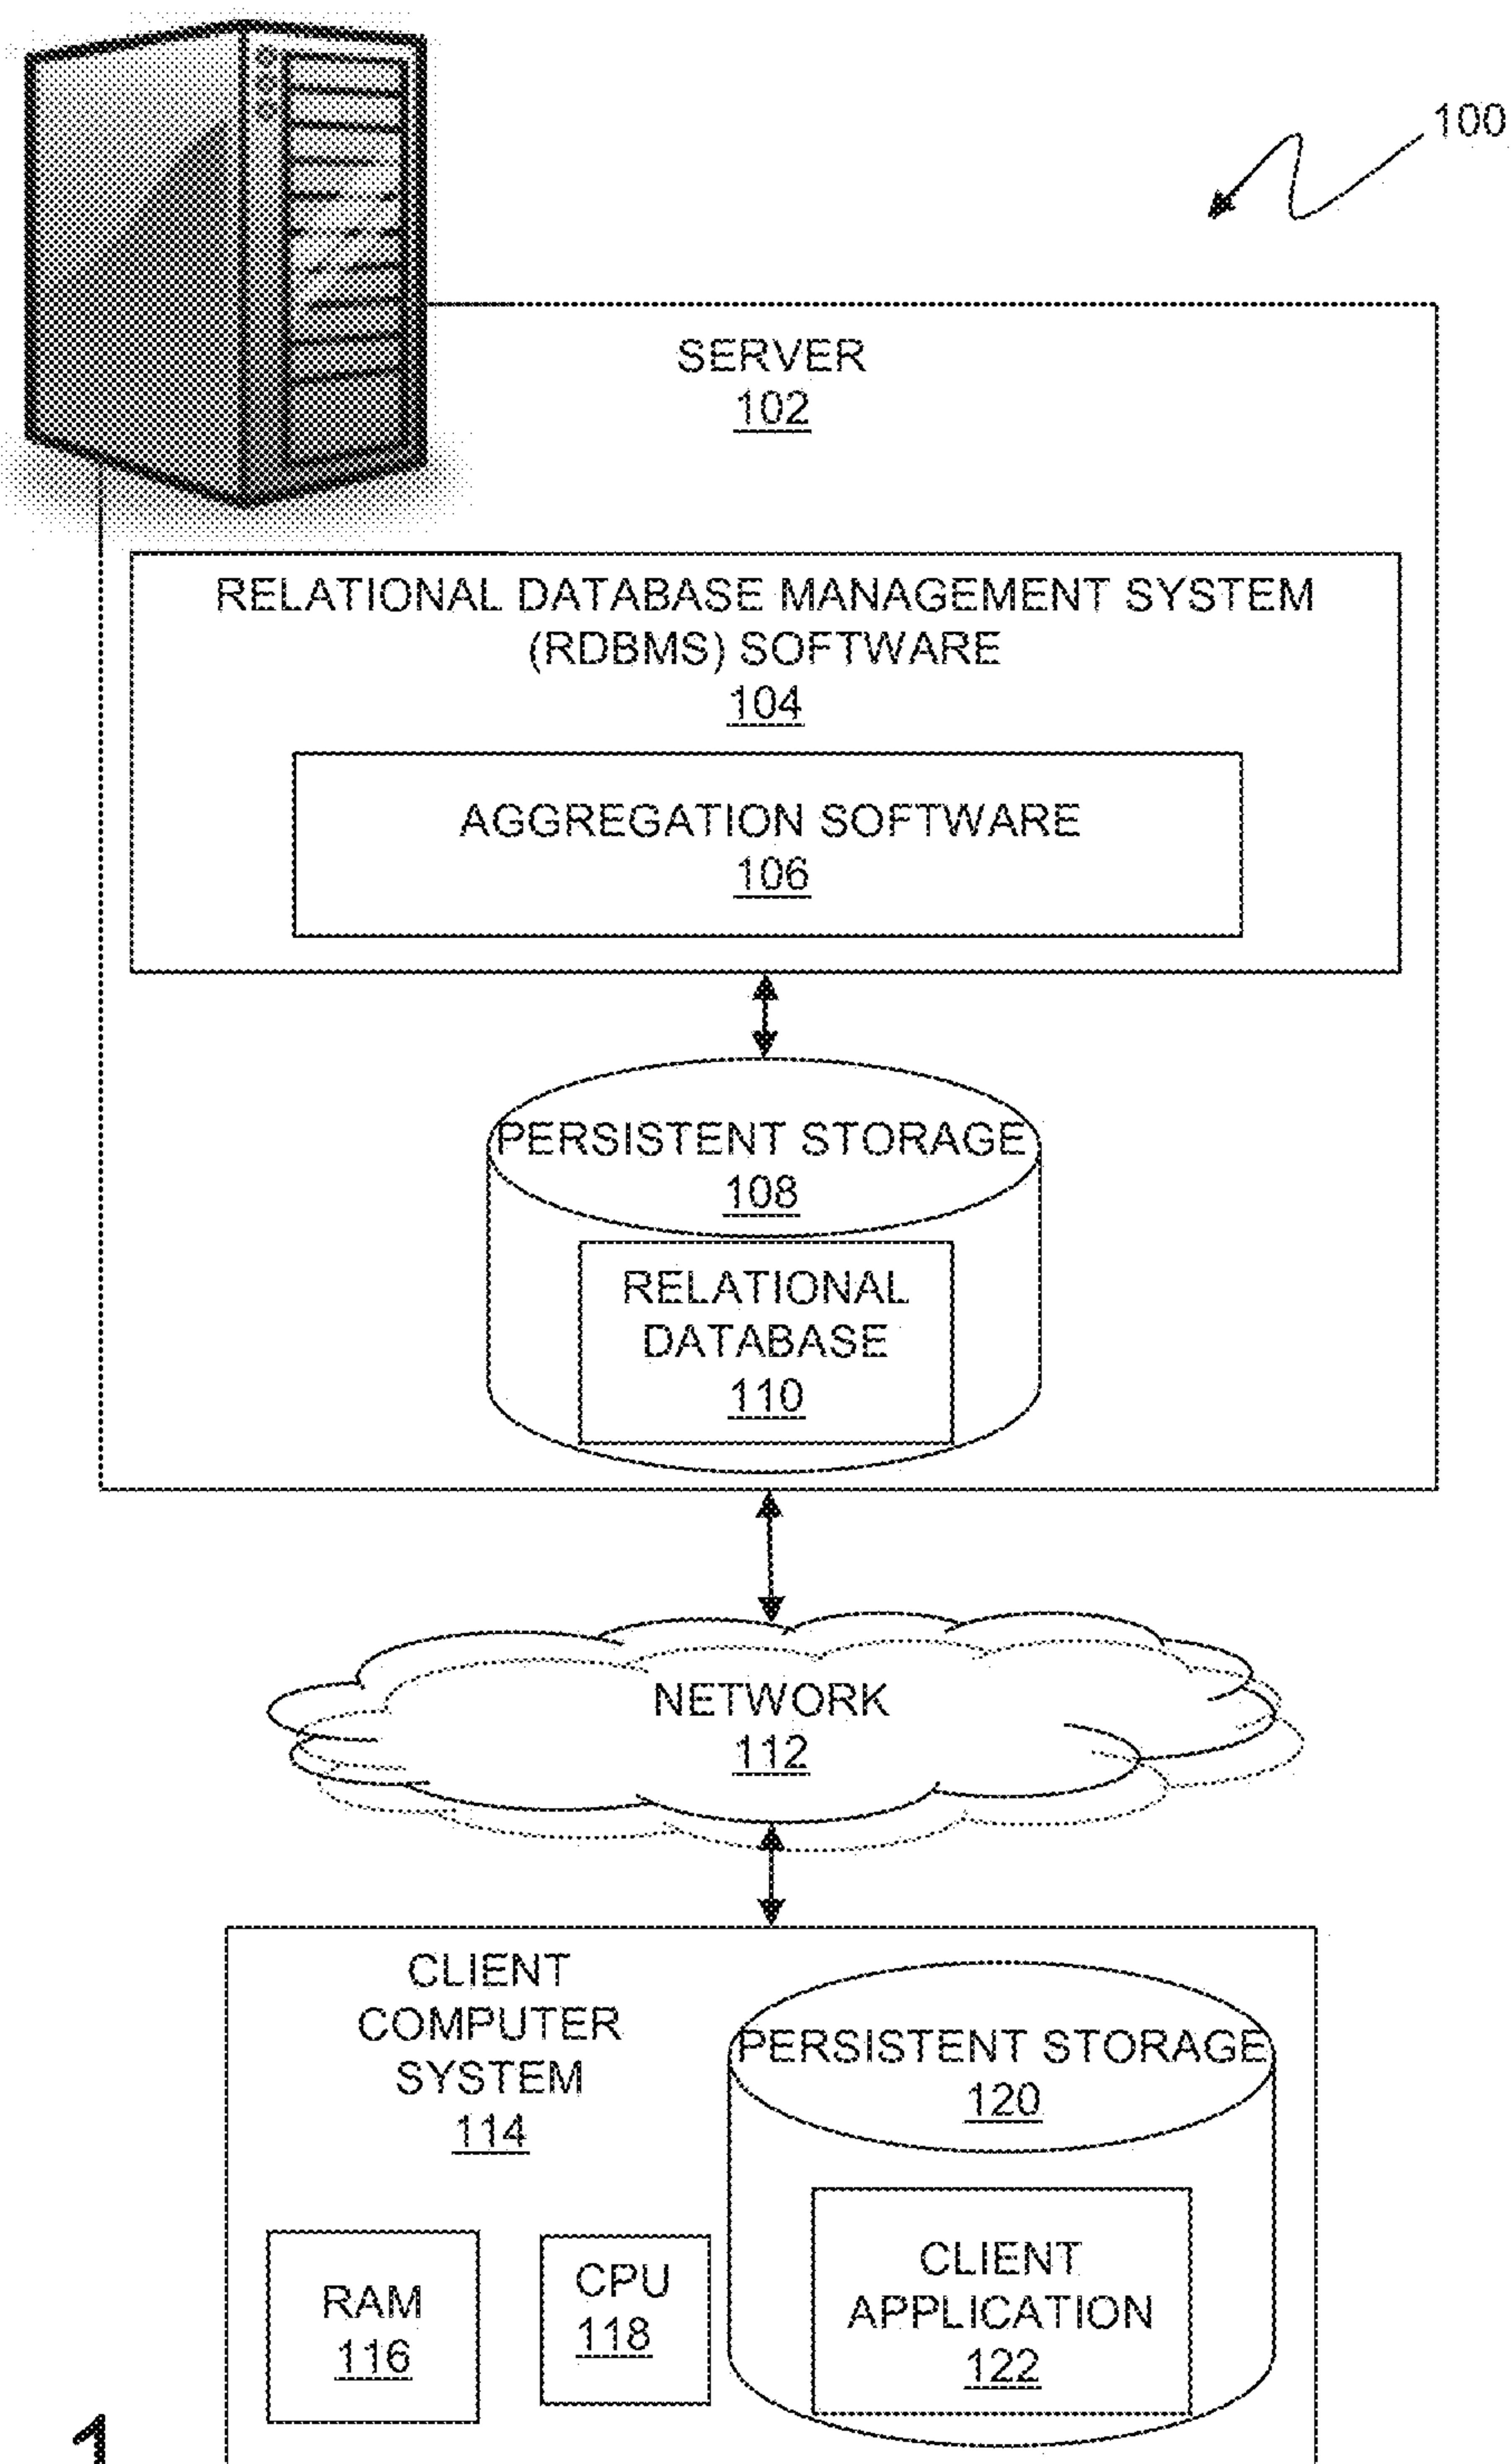 100
SERVER
102
RELATIONAL DATABASE MANAGEMENT SYSTEM
(RDBMS) SOFTWARE
104
AGGREGATION SOFTWARE
106
PERSISTENT STORAGE
108
RELATIONAL
DATABASE
110
NETWORK
112
CLIENT
COMPUTER
SYSTEM
114
PERSISTENT STORAGE
120
RAM
116
CPU
118
CLIENT
APPLICATION
122
1